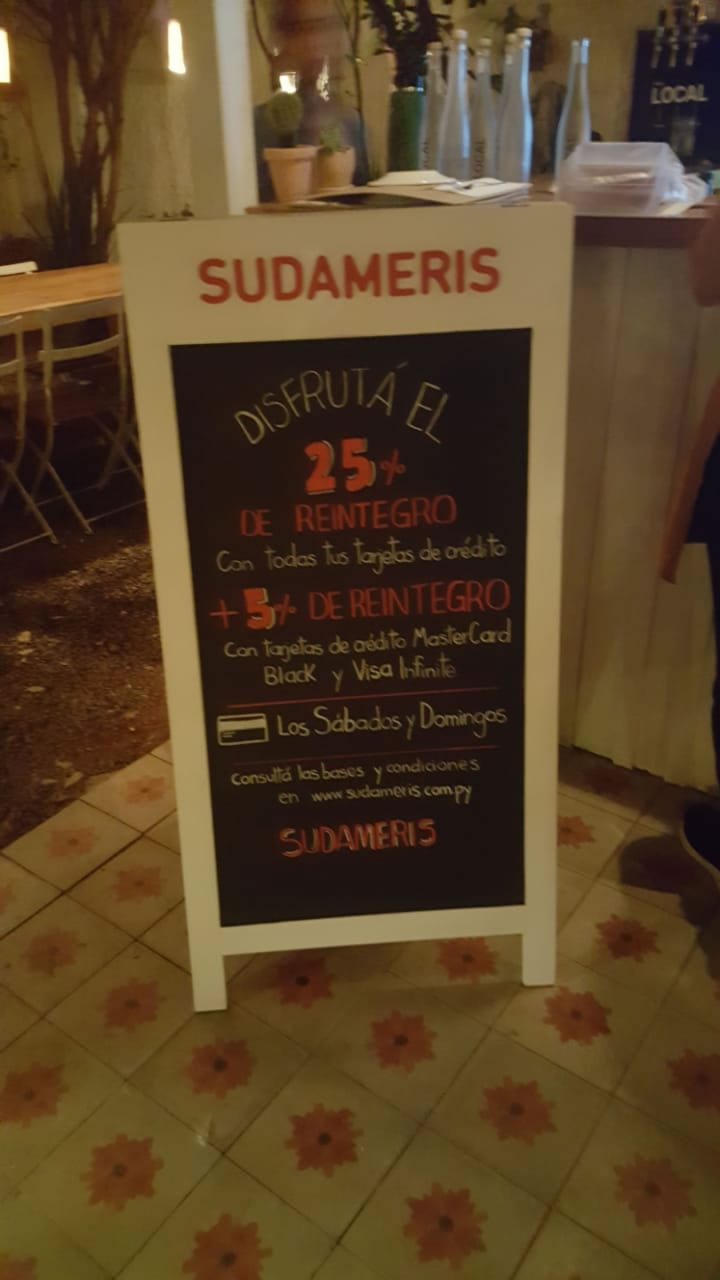 LOCAL
SUDAMERIS
DISFRUTÁ EL
25%
DE REINTEGRO
Con todas tus tarjetas de crédito
+ 5% DE REINTEGRO
Con tarjetas de crédito MasterCard
Black y Visa Infinite
Los Sábados y Domingos
Consultá las bases y condiciones
en www.sudameris.com.py
SUDAMERIS